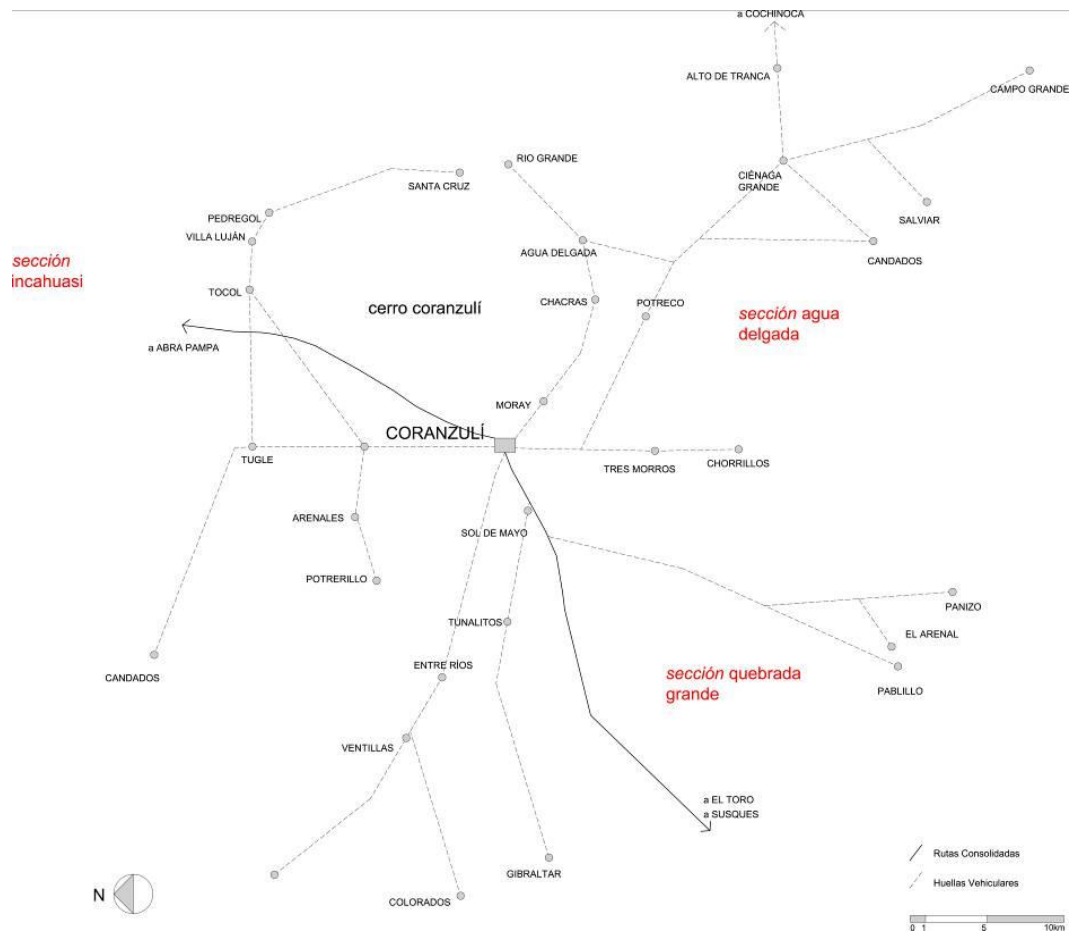 a COCHINOCA
ALTO DE TRANCA
CAMPO GRANDE
RIO GRANDE
CIÉNAGA
GRANDE
SANTA CRUZ
SALVIAR
PEDREGOL
VILLA LUJÁN
AGUA DELGADA
CANDADOS
sección
incahuasi
TOCOL
CHACRAS
POTRECO
cerro coranzulí
sección agua
delgada
a ABRA PAMPA
MORAY
CORANZULÍ
TUGLE
TRES MORROS
CHORRILLOS
ARENALES
SOL DE MAYO
POTRERILLO
TUNALITOS
PANIZO
EL ARENAL
ENTRE RÍOS
CANDADOS
sección quebrada
grande
PABLILLO
VENTILLAS
a EL TORO
a SUSQUES
Rutas Consolidadas
GIBRALTAR
Huellas Vehiculares
N
COLORADOS
0 1 5 10km